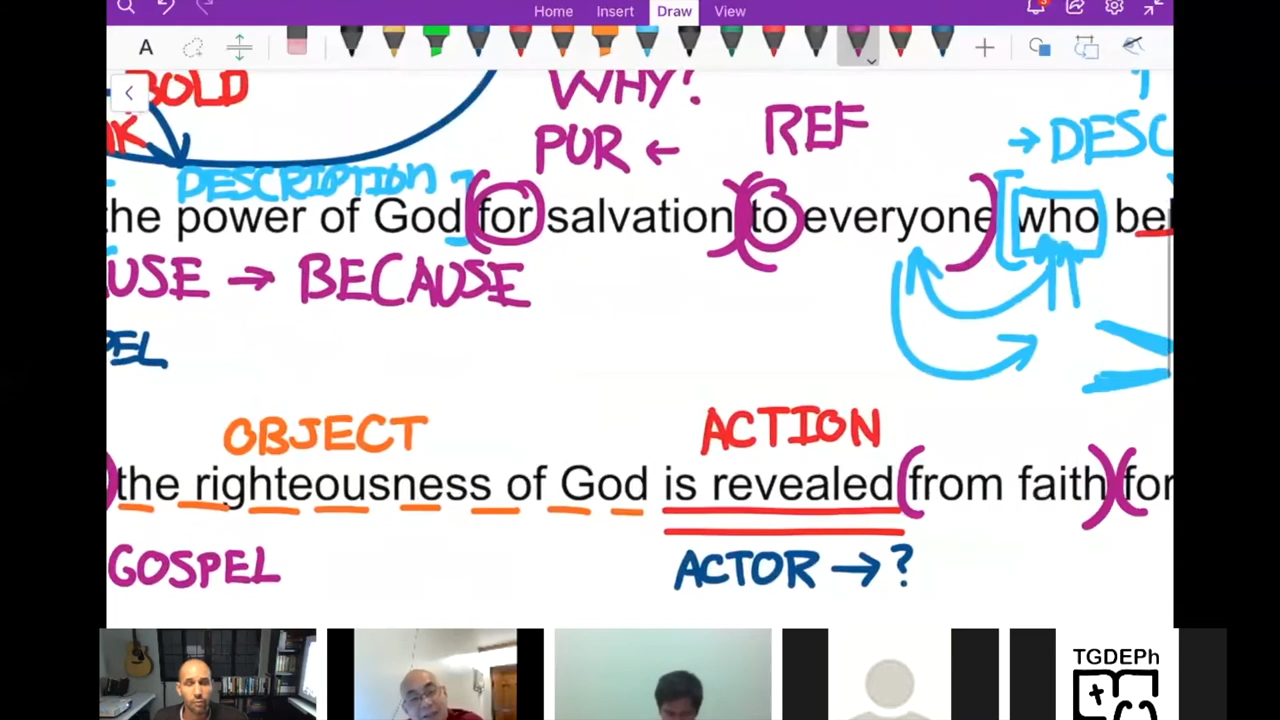 Home Insert Draw View
A
BOLD
WHY?
REF
PUR ←
→ DESC
DESCRIPTION
the power of God for salvation to everyone who bei
USE → BECAUSE
PEL
OBJECT
ACTION
the righteousness of God is revealed from faith for
GOSPEL
ACTOR → ?
TGDEPh